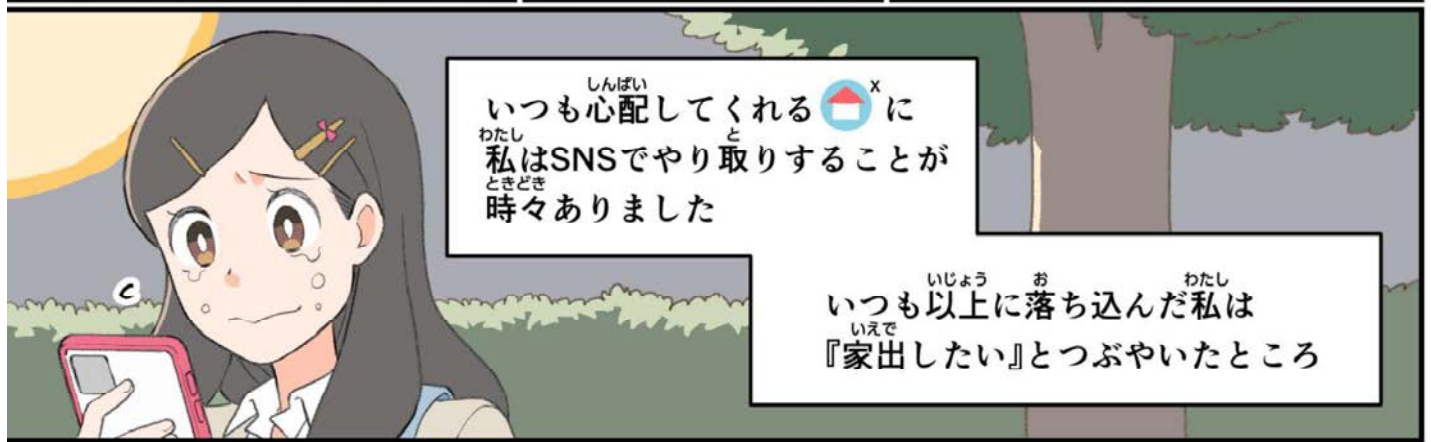 いつも心配してくれる xに
私はSNSでやり取りすることが
時々ありました
いつも以上に落ち込んだ私は
『家出したい』とつぶやいたところ